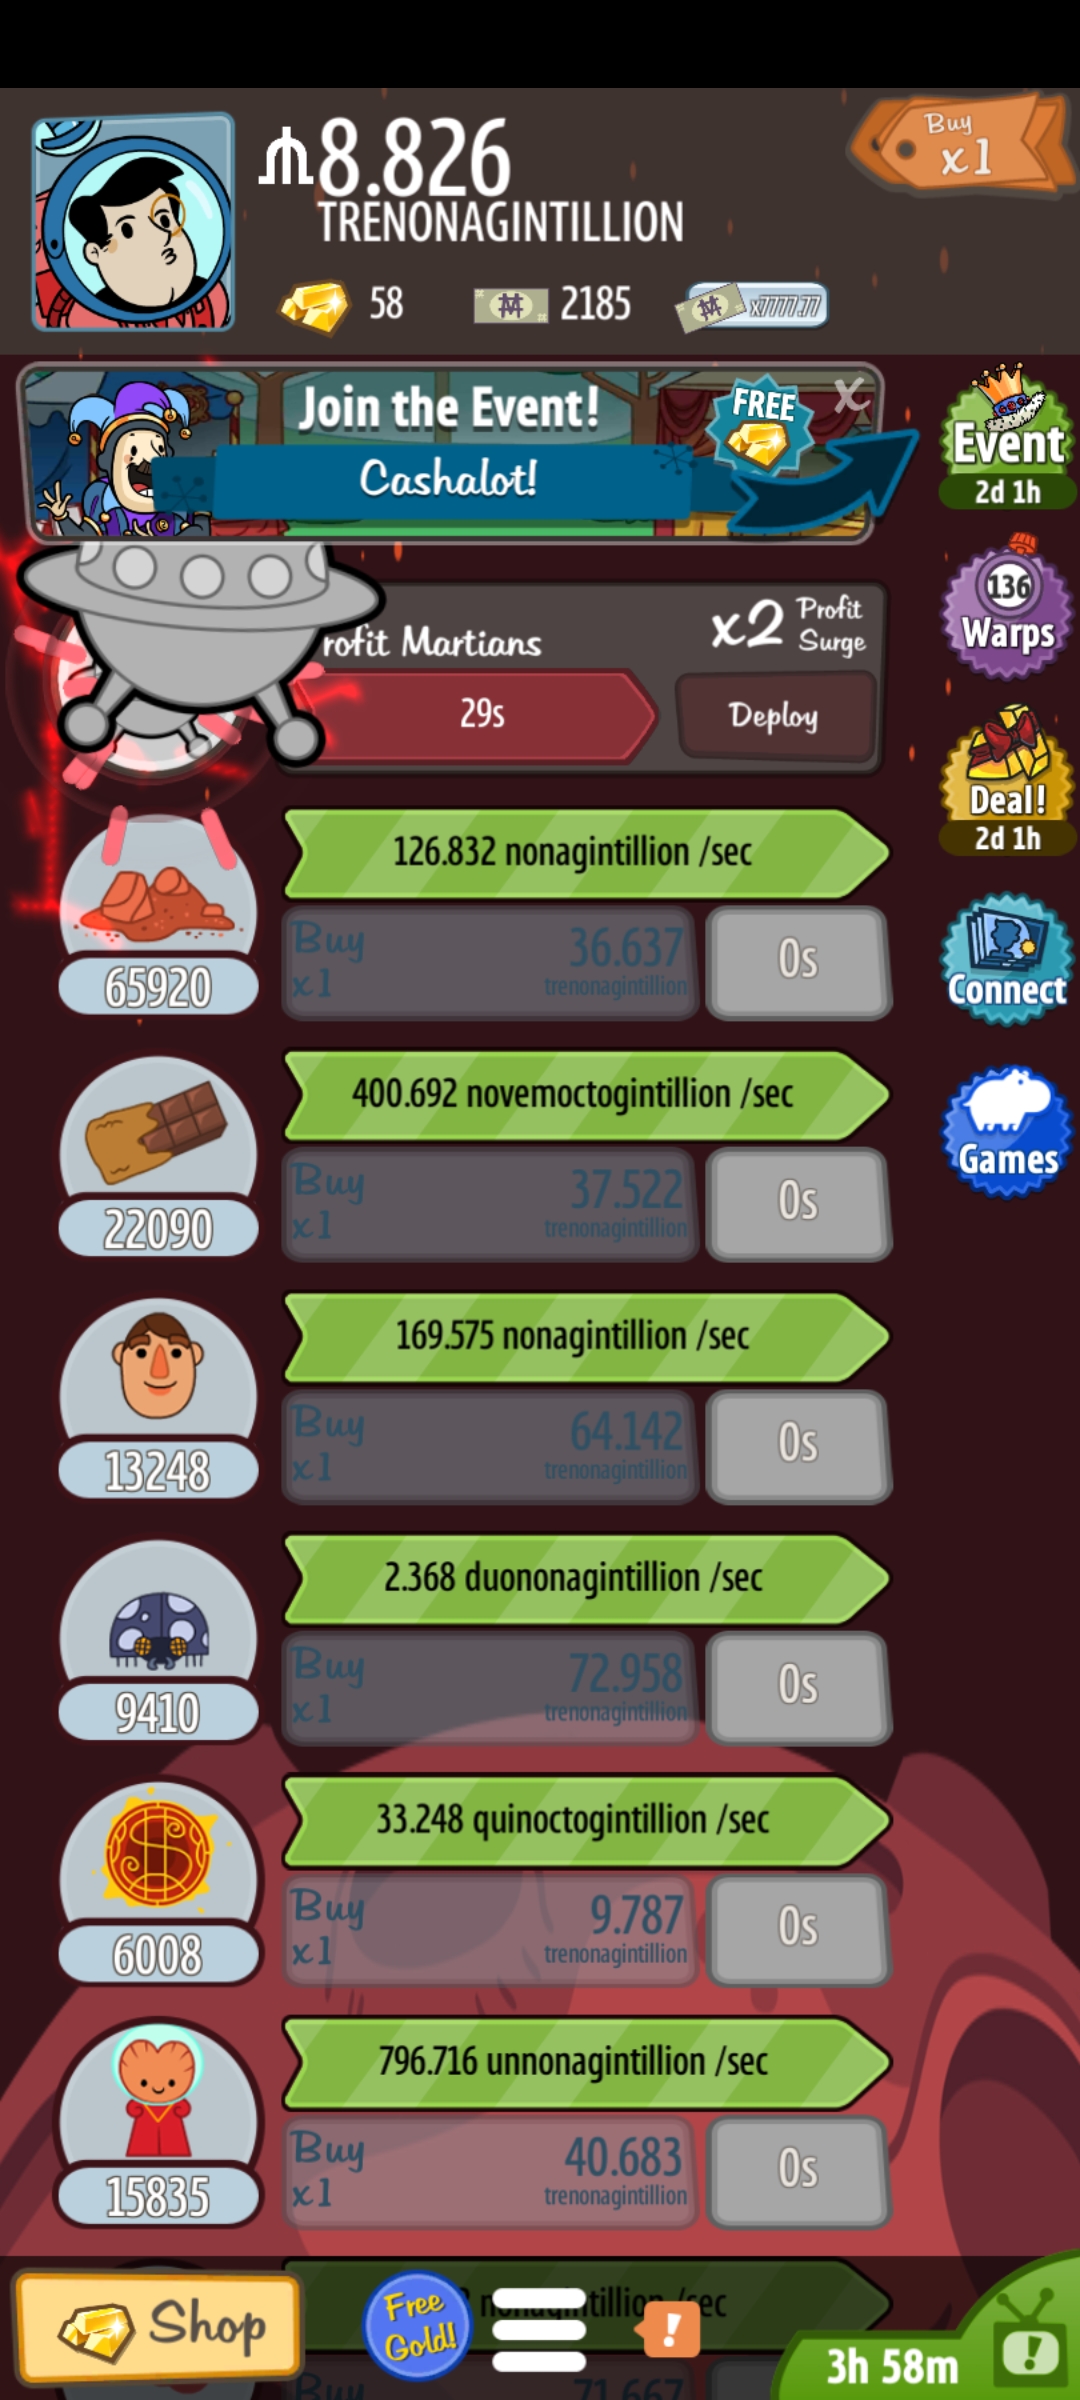 8.826
TRENONAGINTILLION
Buy
x1
58
2185
x7777.77
Join the Event!
Cashalot!
FREE
X
Event
2d 1h
rofit Martians
x2 Profit
Surge
29s
Deploy
136
Warps
Deal!
2d 1h
Connect
Games
126.832 nonagintillion /sec
65920
Buy
x1
36.637
trenonagintillion
0s
400.692 novemoctogintillion /sec
22090
Buy
x1
37.522
trenonagintillion
0s
169.575 nonagintillion /sec
13248
Buy
x1
64.142
trenonagintillion
0s
2.368 duononagintillion /sec
9410
Buy
x1
72.958
trenonagintillion
0s
33.248 quinoctogintillion /sec
6008
Buy
x1
9.787
trenonagintillion
0s
796.716 unnonagintillion /sec
15835
Buy
x1
40.683
trenonagintillion
0s
Shop
Free
Gold!
!
/sec
3h 58m
!
Buy
71.667